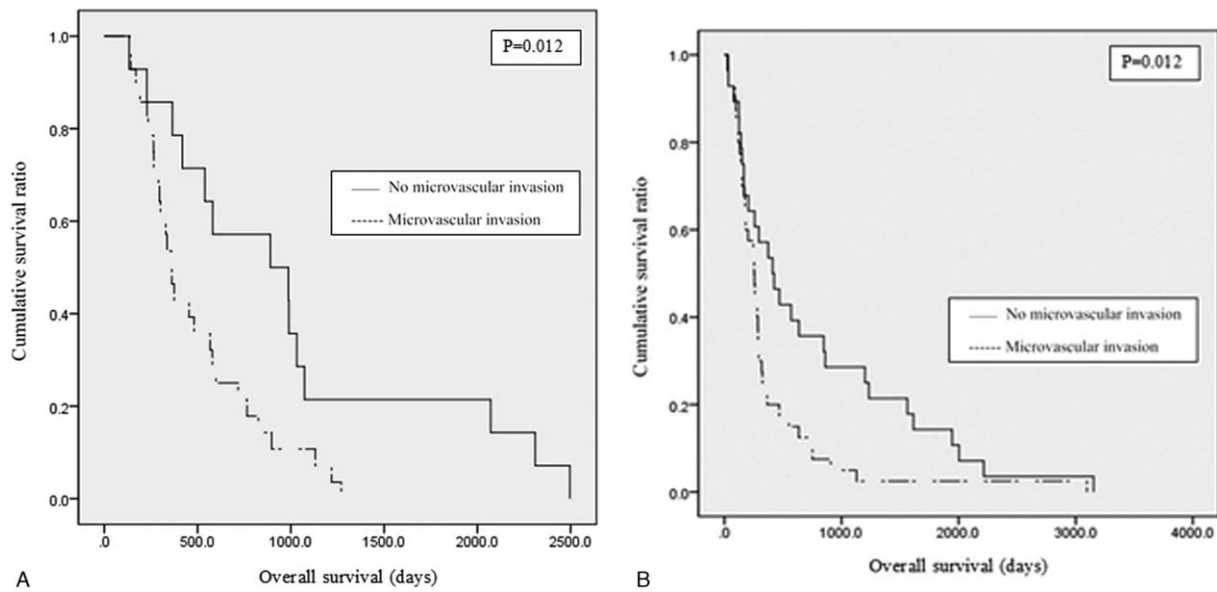 P=0.012
Cumulative survival ratio
1.0
0.8
0.6
0.4
0.2
0.0
No microvascular invasion
Microvascular invasion
.0 500.0 1000.0 1500.0 2000.0 2500.0
Overall survival (days)
A
P=0.012
Cumulative survival ratio
1.0
0.8
0.6
0.4
0.2
0.0
No microvascular invasion
Microvascular invasion
.0 1000.0 2000.0 3000.0 4000.0
Overall survival (days)
B